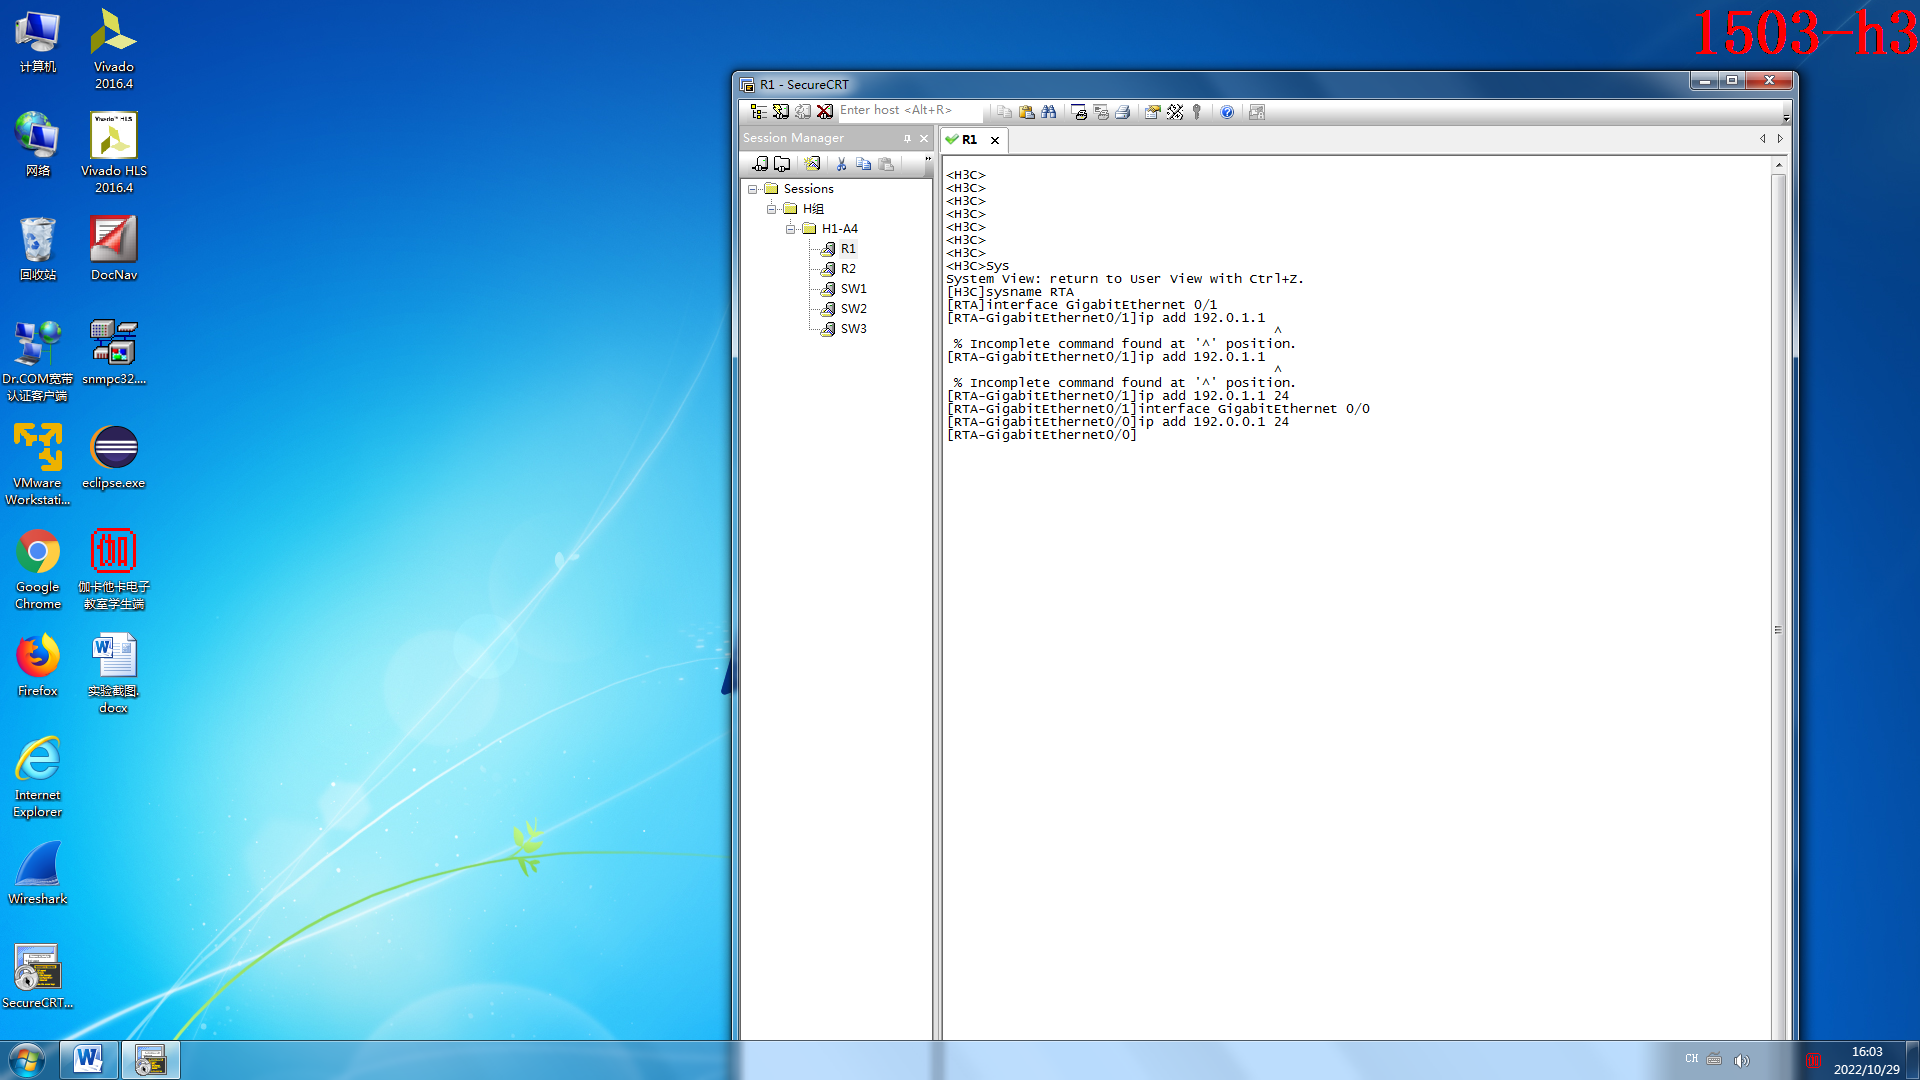 1503-h3
计算机
Vivado
2016.4
网络
Vivado HLS
2016.4
回收站
DocNav
Dr.COM宽带
认证客户端
snmpc32....
VMware
Workstati...
eclipse.exe
Google
Chrome
伽
伽卡他卡电子
教室学生端
Firefox
实验截图.
docx
Internet
Explorer
Wireshark
SecureCRT...
R1 - SecureCRT
Enter host <Alt+R>
Session Manager
Sessions
H组
H1-A4
R1
R2
SW1
SW2
SW3
R1
<H3C>
<H3C>
<H3C>
<H3C>
<H3C>
<H3C>
<H3C>
<H3C>Sys
System View: return to User View with Ctrl+Z.
[H3C]sysname RTA
[RTA]interface GigabitEthernet 0/1
[RTA-GigabitEthernet0/1]ip add 192.0.1.1
^
% Incomplete command found at '^' position.
[RTA-GigabitEthernet0/1]ip add 192.0.1.1
^
% Incomplete command found at '^' position.
[RTA-GigabitEthernet0/1]ip add 192.0.1.1 24
[RTA-GigabitEthernet0/1]interface GigabitEthernet 0/0
[RTA-GigabitEthernet0/0]ip add 192.0.0.1 24
[RTA-GigabitEthernet0/0]
CH
16:03
2022/10/29